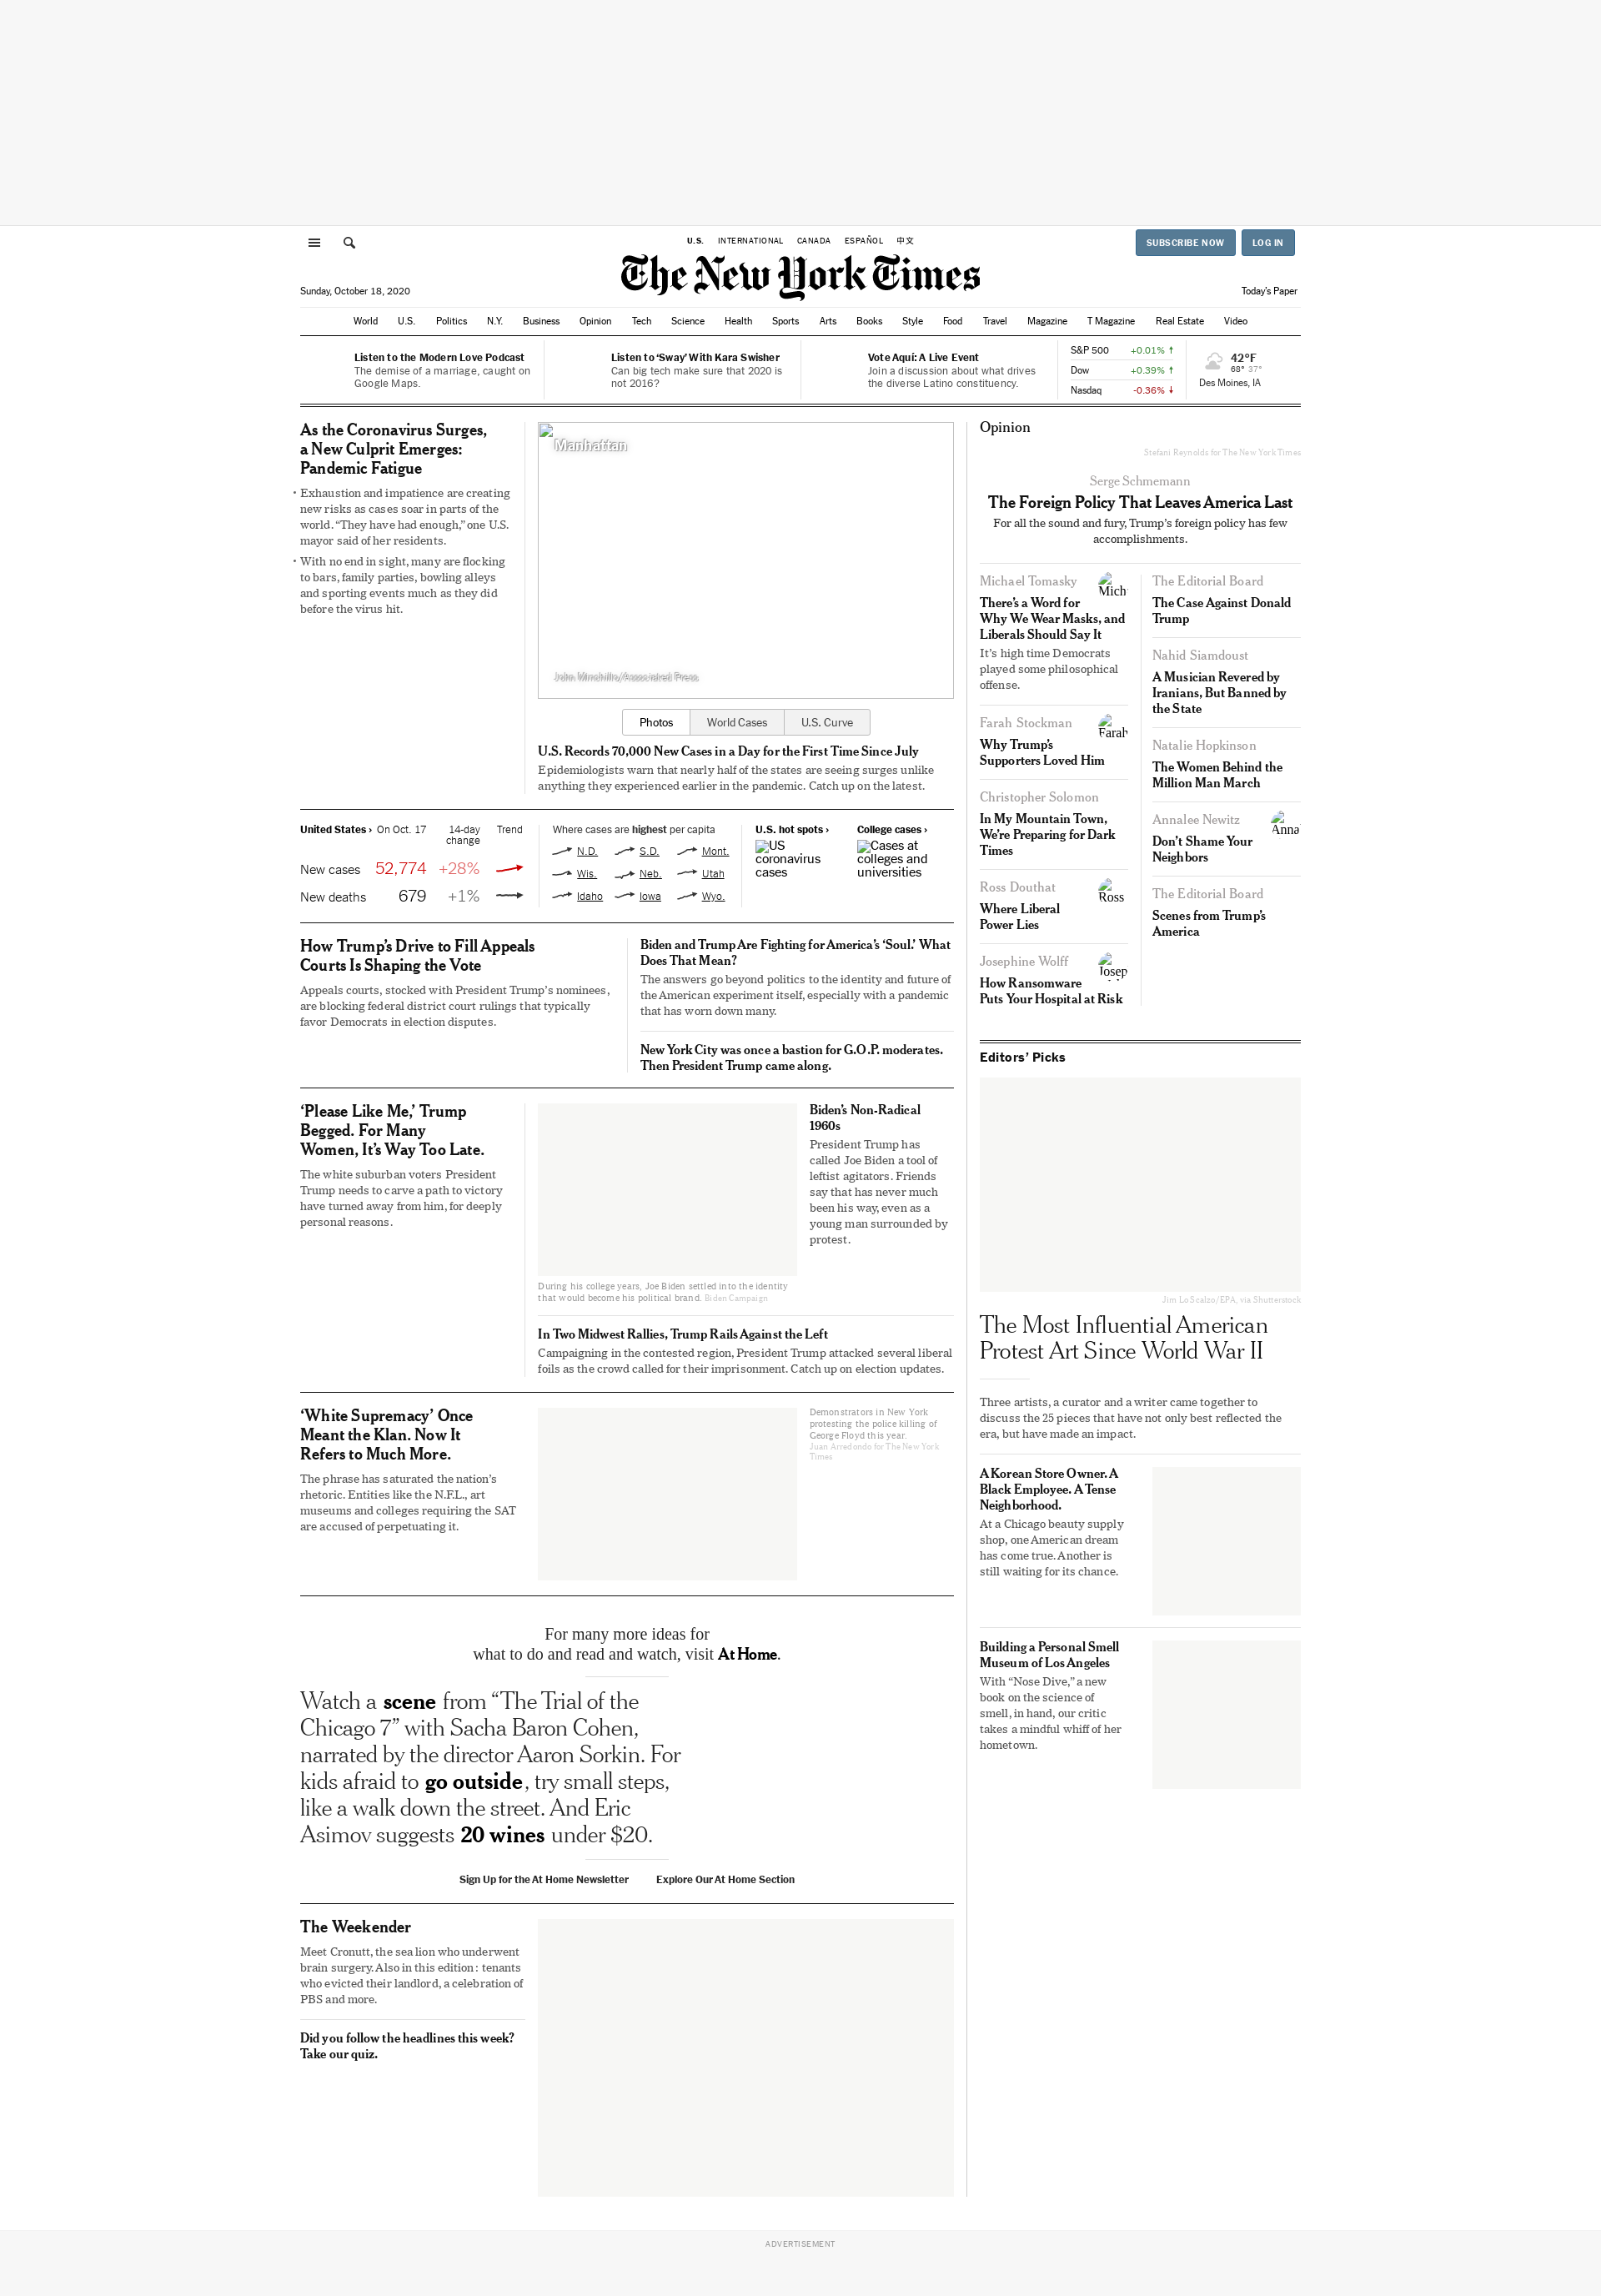 U.S. INTERNATIONAL CANADA ESPAÑOL 中文
SUBSCRIBE NOW LOG IN
The New York Times
Sunday, October 18, 2020
Today's Paper
World U.S. Politics N.Y. Business Opinion Tech Science Health Sports Arts Books Style Food Travel Magazine T Magazine Real Estate Video
Listen to the Modern Love Podcast
The demise of a marriage, caught on
Google Maps.
Listen to ‘Sway’ With Kara Swisher
Can big tech make sure that 2020 is
not 2016?
Vote Aquí: A Live Event
Join a discussion about what drives
the diverse Latino constituency.
S&P 500 +0.01% ↑
Dow +0.39% ↑
Nasdaq -0.36% ↓
42°F
68° 37°
Des Moines, IA
As the Coronavirus Surges,
a New Culprit Emerges:
Pandemic Fatigue
• Exhaustion and impatience are creating
new risks as cases soar in parts of the
world. “They have had enough,” one U.S.
mayor said of her residents.
• With no end in sight, many are flocking
to bars, family parties, bowling alleys
and sporting events much as they did
before the virus hit.
Manhattan
John Minchillo/Associated Press
Photos World Cases U.S. Curve
U.S. Records 70,000 New Cases in a Day for the First Time Since July
Epidemiologists warn that nearly half of the states are seeing surges unlike
anything they experienced earlier in the pandemic. Catch up on the latest.
United States › On Oct. 17 14-day Trend
change
New cases 52,774 +28%
New deaths 679 +1%
Where cases are highest per capita
N.D. S.D. Mont.
Wis. Neb. Utah
Idaho Iowa Wyo.
U.S. hot spots ›
US
coronavirus
cases
College cases ›
Cases at
colleges and
universities
How Trump’s Drive to Fill Appeals
Courts Is Shaping the Vote
Appeals courts, stocked with President Trump’s nominees,
are blocking federal district court rulings that typically
favor Democrats in election disputes.
Biden and Trump Are Fighting for America’s ‘Soul.’ What
Does That Mean?
The answers go beyond politics to the identity and future of
the American experiment itself, especially with a pandemic
that has worn down many.
New York City was once a bastion for G.O.P. moderates.
Then President Trump came along.
‘Please Like Me,’ Trump
Begged. For Many
Women, It’s Way Too Late.
The white suburban voters President
Trump needs to carve a path to victory
have turned away from him, for deeply
personal reasons.
During his college years, Joe Biden settled into the identity
that would become his political brand. Biden Campaign
Biden’s Non-Radical
1960s
President Trump has
called Joe Biden a tool of
leftist agitators. Friends
say that has never much
been his way, even as a
young man surrounded by
protest.
In Two Midwest Rallies, Trump Rails Against the Left
Campaigning in the contested region, President Trump attacked several liberal
foils as the crowd called for their imprisonment. Catch up on election updates.
‘White Supremacy’ Once
Meant the Klan. Now It
Refers to Much More.
The phrase has saturated the nation’s
rhetoric. Entities like the N.F.L., art
museums and colleges requiring the SAT
are accused of perpetuating it.
Demonstrators in New York
protesting the police killing of
George Floyd this year.
Juan Arredondo for The New York
Times
For many more ideas for
what to do and read and watch, visit At Home.
Watch a scene from “The Trial of the
Chicago 7” with Sacha Baron Cohen,
narrated by the director Aaron Sorkin. For
kids afraid to go outside, try small steps,
like a walk down the street. And Eric
Asimov suggests 20 wines under $20.
Sign Up for the At Home Newsletter Explore Our At Home Section
The Weekender
Meet Cronutt, the sea lion who underwent
brain surgery. Also in this edition: tenants
who evicted their landlord, a celebration of
PBS and more.
Did you follow the headlines this week?
Take our quiz.
Opinion
Stefani Reynolds for The New York Times
Serge Schmemann
The Foreign Policy That Leaves America Last
For all the sound and fury, Trump’s foreign policy has few
accomplishments.
Michael Tomasky
Mich
There’s a Word for
Why We Wear Masks, and
Liberals Should Say It
It’s high time Democrats
played some philosophical
offense.
Farah Stockman
Farah
Why Trump’s
Supporters Loved Him
Christopher Solomon
In My Mountain Town,
We’re Preparing for Dark
Times
Ross Douthat
Ross
Where Liberal
Power Lies
Josephine Wolff
Josep
How Ransomware
Puts Your Hospital at Risk
The Editorial Board
The Case Against Donald
Trump
Nahid Siamdoust
A Musician Revered by
Iranians, But Banned by
the State
Natalie Hopkinson
The Women Behind the
Million Man March
Annalee Newitz
Anna
Don’t Shame Your
Neighbors
The Editorial Board
Scenes from Trump’s
America
Editors’ Picks
Jim Lo Scalzo/EPA, via Shutterstock
The Most Influential American
Protest Art Since World War II
Three artists, a curator and a writer came together to
discuss the 25 pieces that have not only best reflected the
era, but have made an impact.
A Korean Store Owner. A
Black Employee. A Tense
Neighborhood.
At a Chicago beauty supply
shop, one American dream
has come true. Another is
still waiting for its chance.
Building a Personal Smell
Museum of Los Angeles
With “Nose Dive,” a new
book on the science of
smell, in hand, our critic
takes a mindful whiff of her
hometown.
ADVERTISEMENT